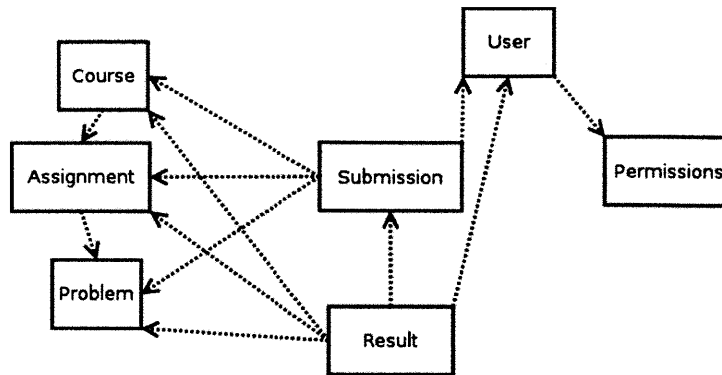 User
Course
Assignment
Submission
Permissions
Problem
Result